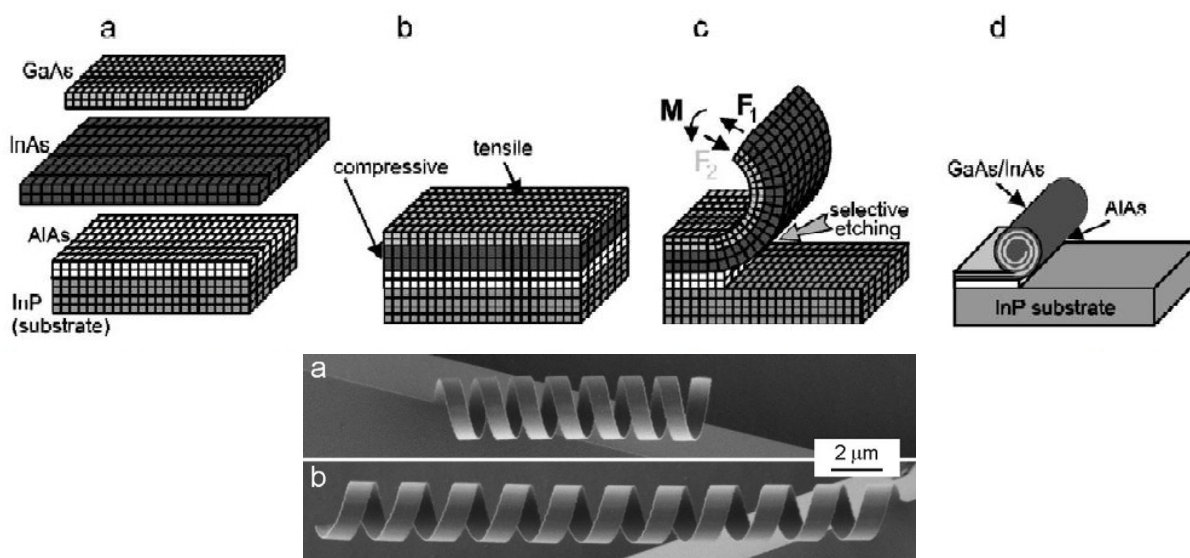 a
GaAs
InAs
AlAs
InP
(substrate)
b
compressive
tensile
c
M
F1
F2
selective
etching
d
GaAs/InAs
AlAs
InP substrate
a
2 μm
b